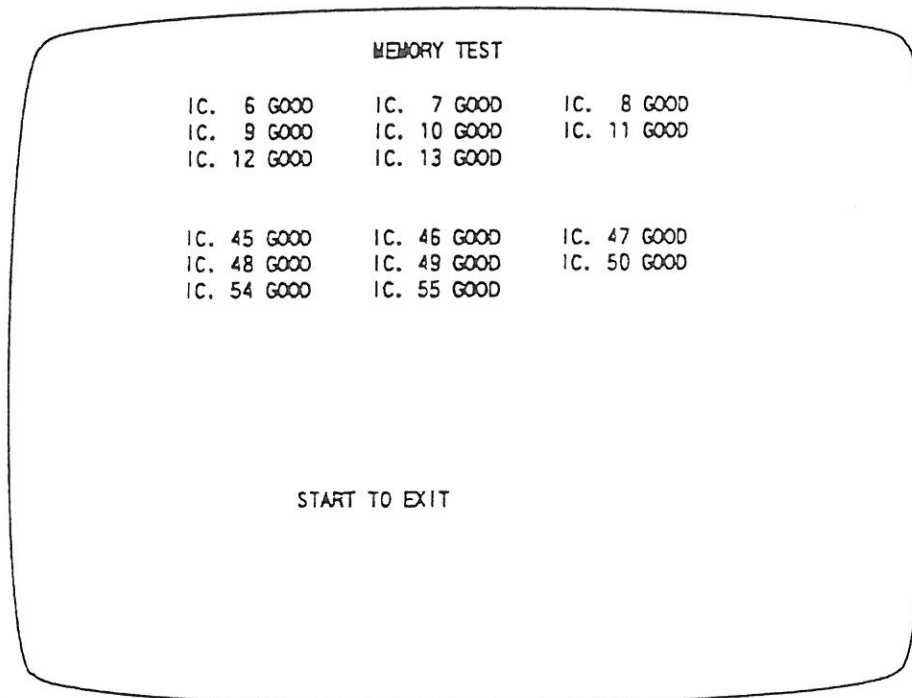 MEMORY TEST
IC. 6 GOOD IC. 7 GOOD IC. 8 GOOD
IC. 9 GOOD IC. 10 GOOD IC. 11 GOOD
IC. 12 GOOD IC. 13 GOOD
IC. 45 GOOD IC. 46 GOOD IC. 47 GOOD
IC. 48 GOOD IC. 49 GOOD IC. 50 GOOD
IC. 54 GOOD IC. 55 GOOD
START TO EXIT